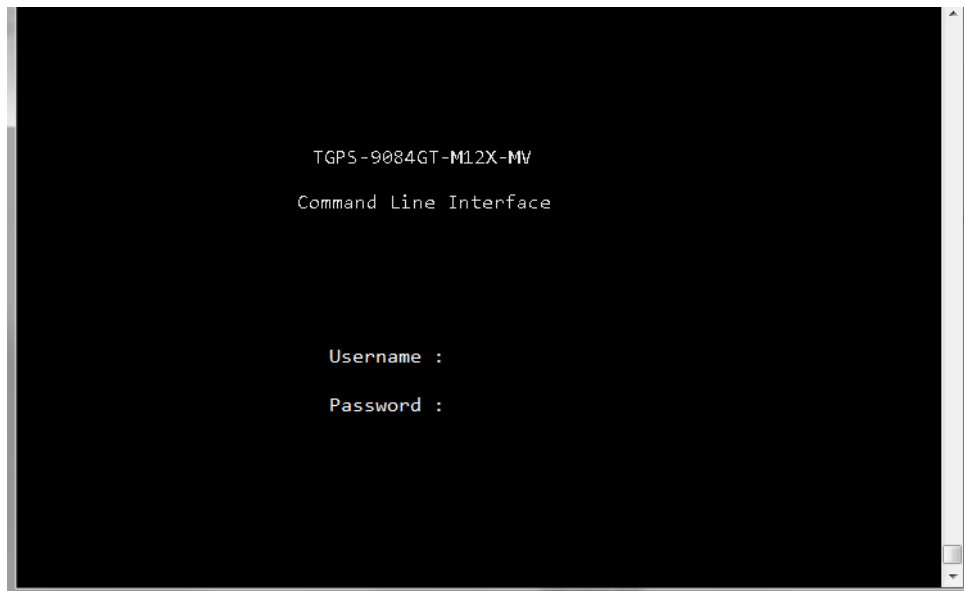 TGPS-9084GT-M12X-MV
Command Line Interface
Username :
Password :